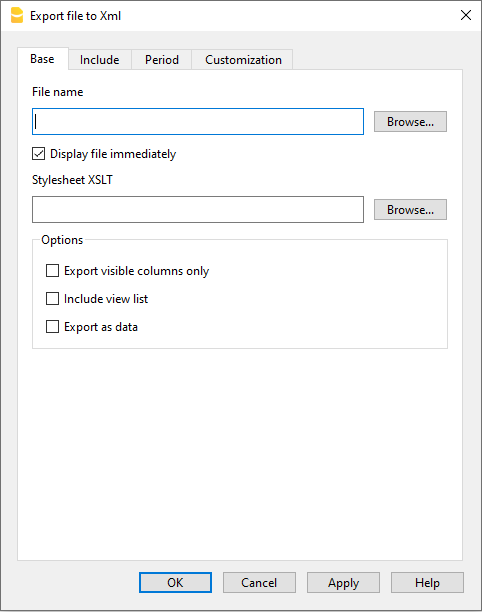 Export file to Xml
Base Include Period Customization
File name
Browse...
Display file immediately
Stylesheet XSLT
Browse...
Options
Export visible columns only
Include view list
Export as data
OK Cancel Apply Help